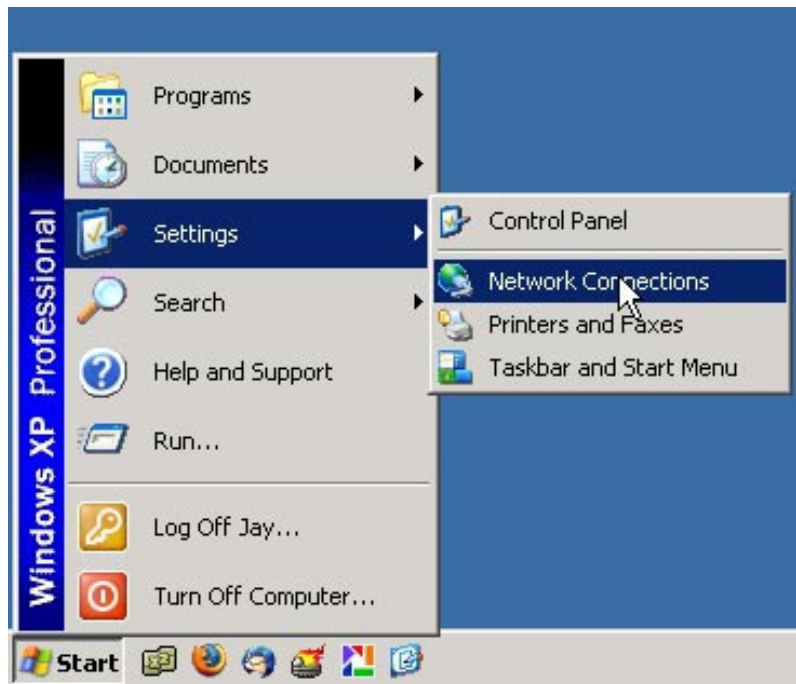 Programs
Documents
Settings
Search
Help and Support
Run...
Log Off Jay...
Turn Off Computer...
Windows XP Professional
Control Panel
Network Connections
Printers and Faxes
Taskbar and Start Menu
Start